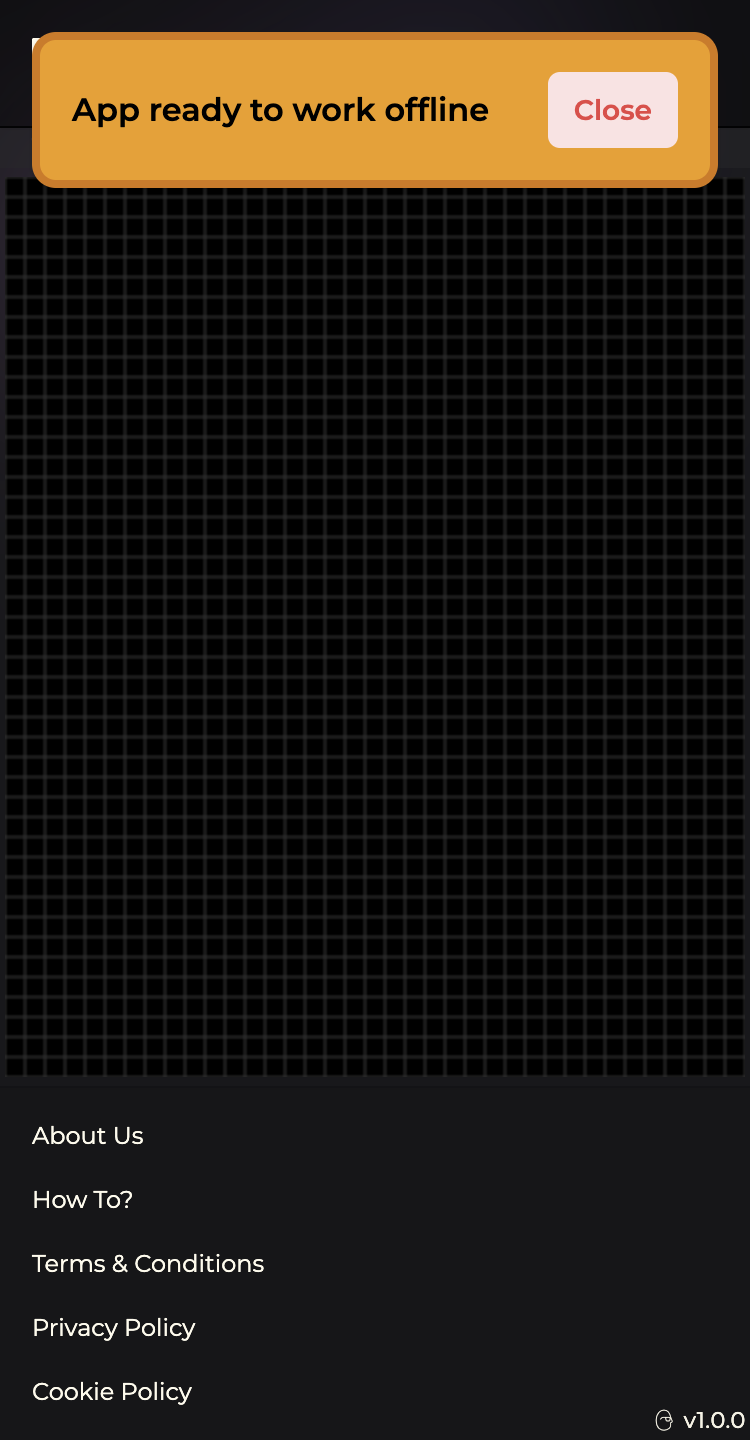 App ready to work offline
Close
About Us
How To?
Terms & Conditions
Privacy Policy
Cookie Policy
v1.0.0